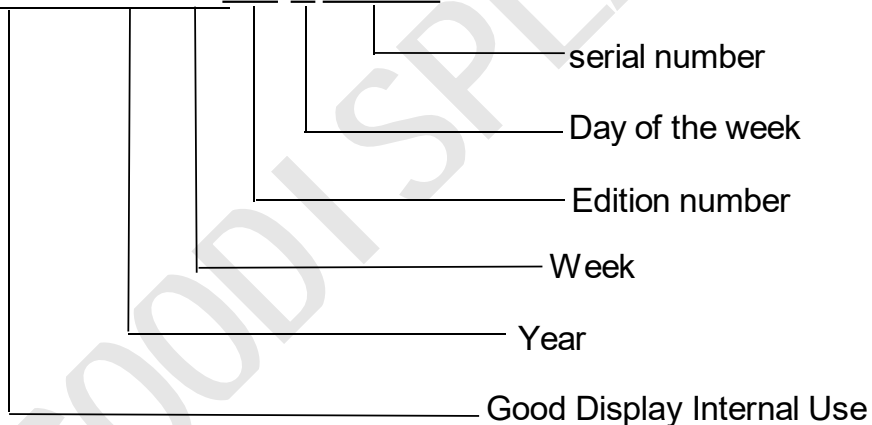 serial number
Day of the week
Edition number
Week
Year
Good Display Internal Use